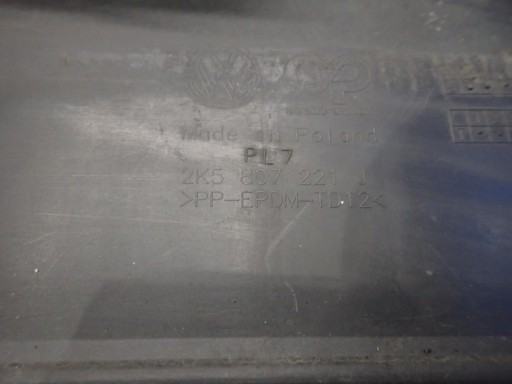 Made in Poland
PL7
2K5 807 221 J
>PP-EPDM-TD12<